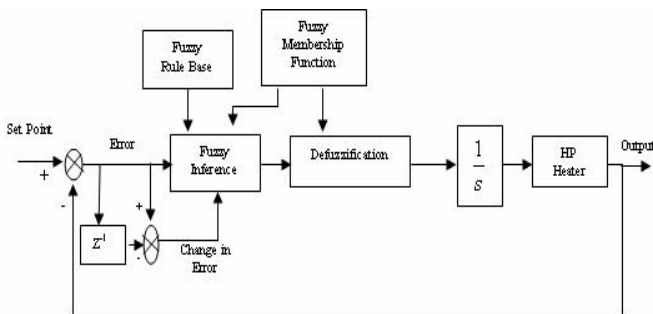 Fuzzy
Rule Base
Fuzzy
Membership
Function
Set Point
+
-
Error
Fuzzy
Inference
Defuzzification
1
s
HP
Heater
Output
Z⁻¹
+
-
Change in
Error